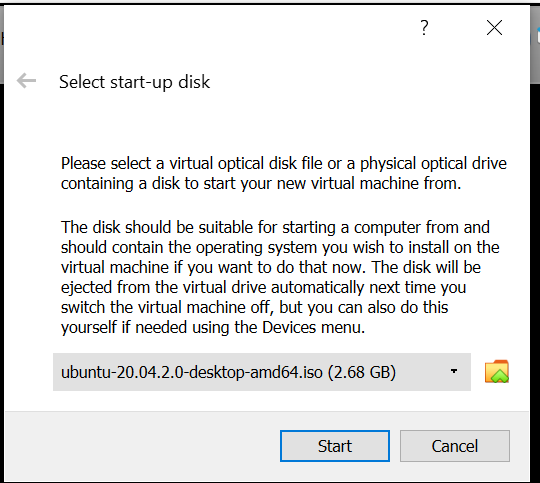 ?
Select start-up disk
Please select a virtual optical disk file or a physical optical drive
containing a disk to start your new virtual machine from.
The disk should be suitable for starting a computer from and
should contain the operating system you wish to install on the
virtual machine if you want to do that now. The disk will be
ejected from the virtual drive automatically next time you
switch the virtual machine off, but you can also do this
yourself if needed using the Devices menu.
ubuntu-20.04.2.0-desktop-amd64.iso (2.68 GB)
Start
Cancel